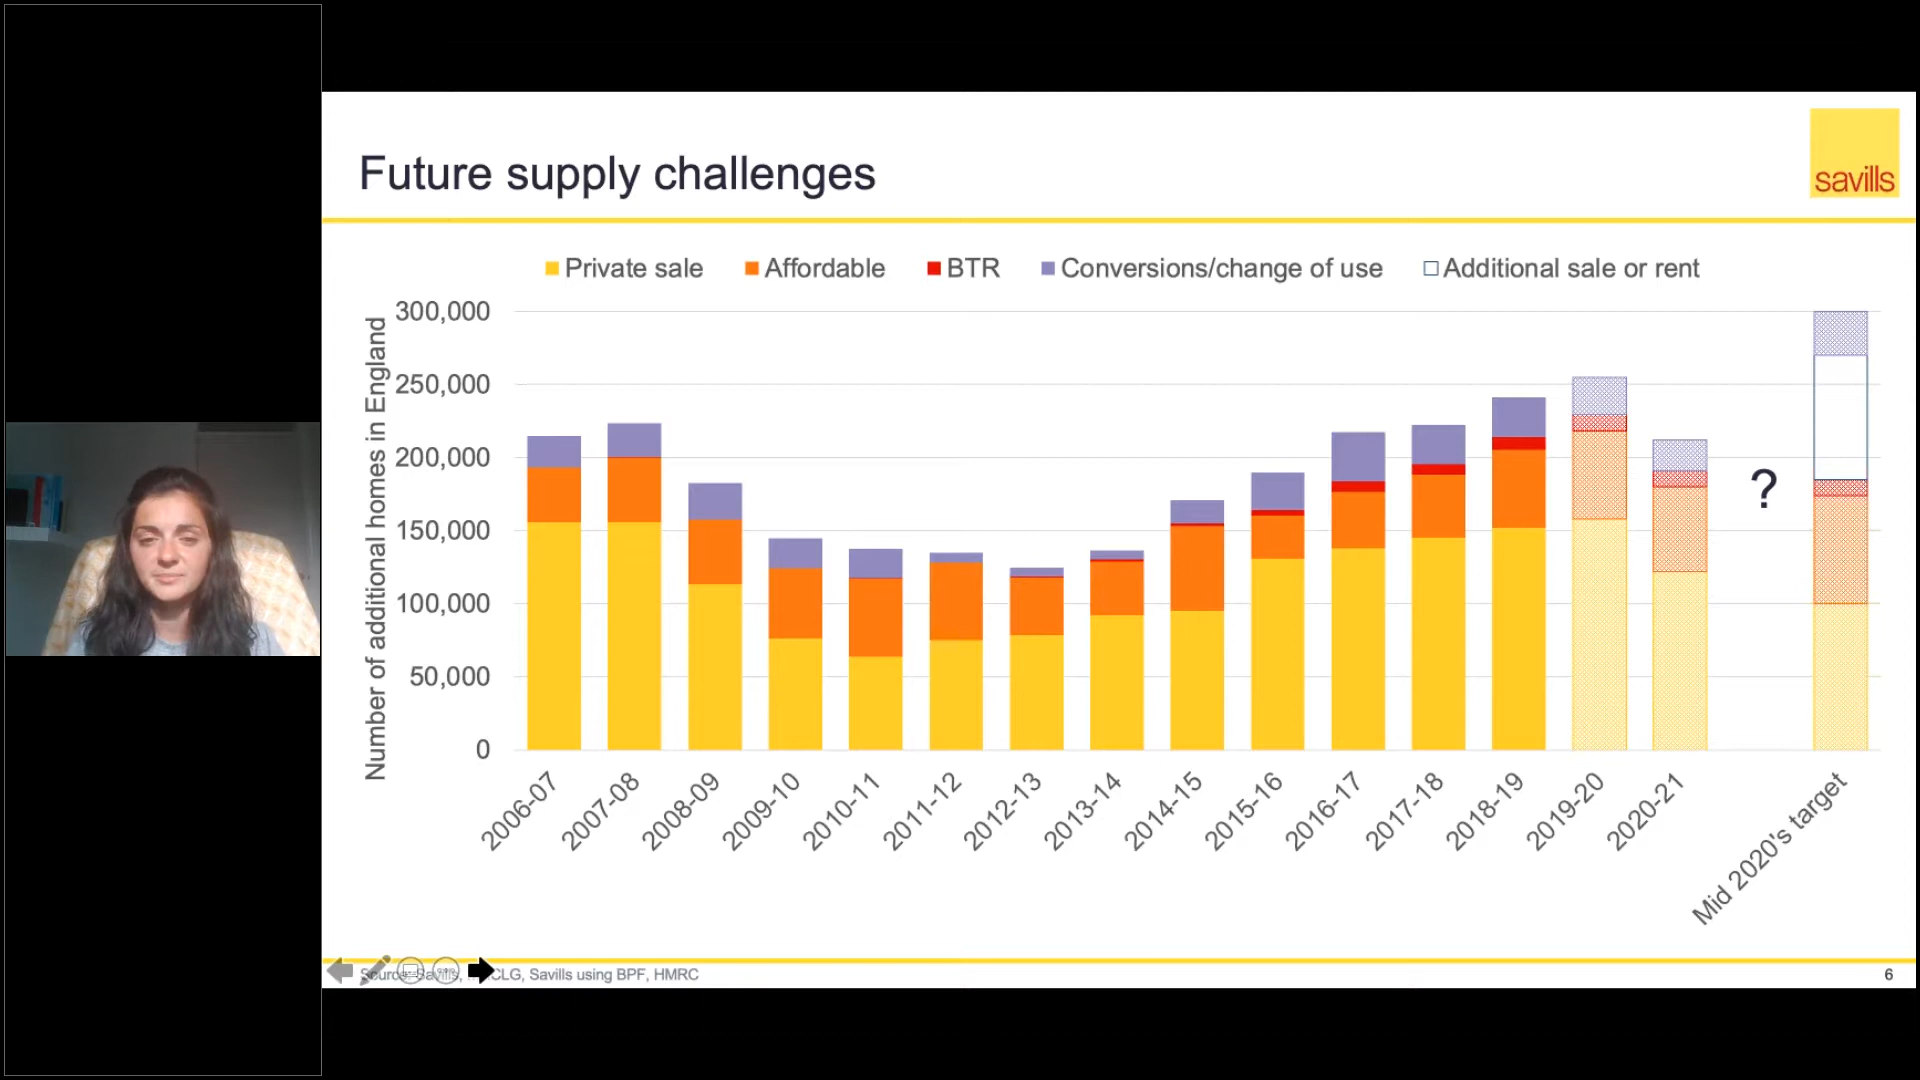 Future supply challenges
savills
Private sale
Affordable
BTR
Conversions/change of use
Additional sale or rent
Number of additional homes in England
300,000
250,000
200,000
150,000
100,000
50,000
0
?
2006-07
2007-08
2008-09
2009-10
2010-11
2011-12
2012-13
2013-14
2014-15
2015-16
2016-17
2017-18
2018-19
2019-20
2020-21
Mid 2020's target
Source: Savills, CLG, Savills using BPF, HMRC
6